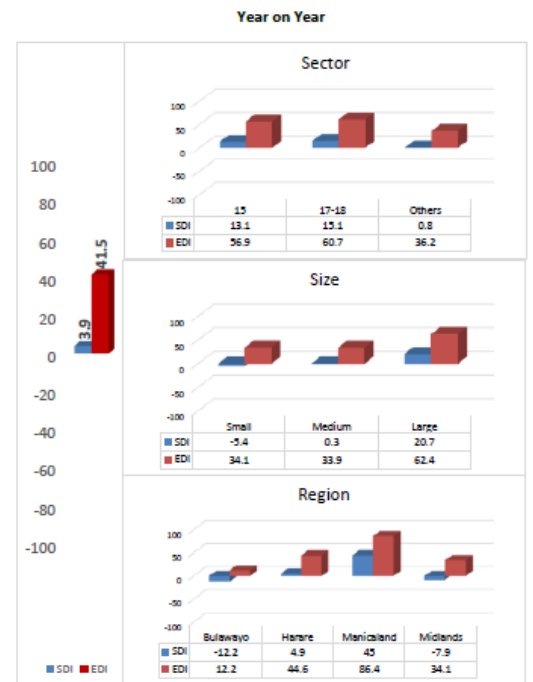 Year on Year
100
80
60
40
20
0
-20
-40
-60
-80
-100
3.9
41.5
SDI EDI
Sector
100
50
0
-50
-100
15 17-18 Others
SDI 13.1 15.1 0.8
EDI 56.9 60.7 36.2
Size
100
50
0
-50
-100
Small Medium Large
SDI -5.4 0.3 20.7
EDI 34.1 33.9 62.4
Region
100
50
0
-50
-100
Bulawayo Harare Manicaland Midlands
SDI -12.2 4.9 45 -7.9
EDI 12.2 44.6 86.4 34.1